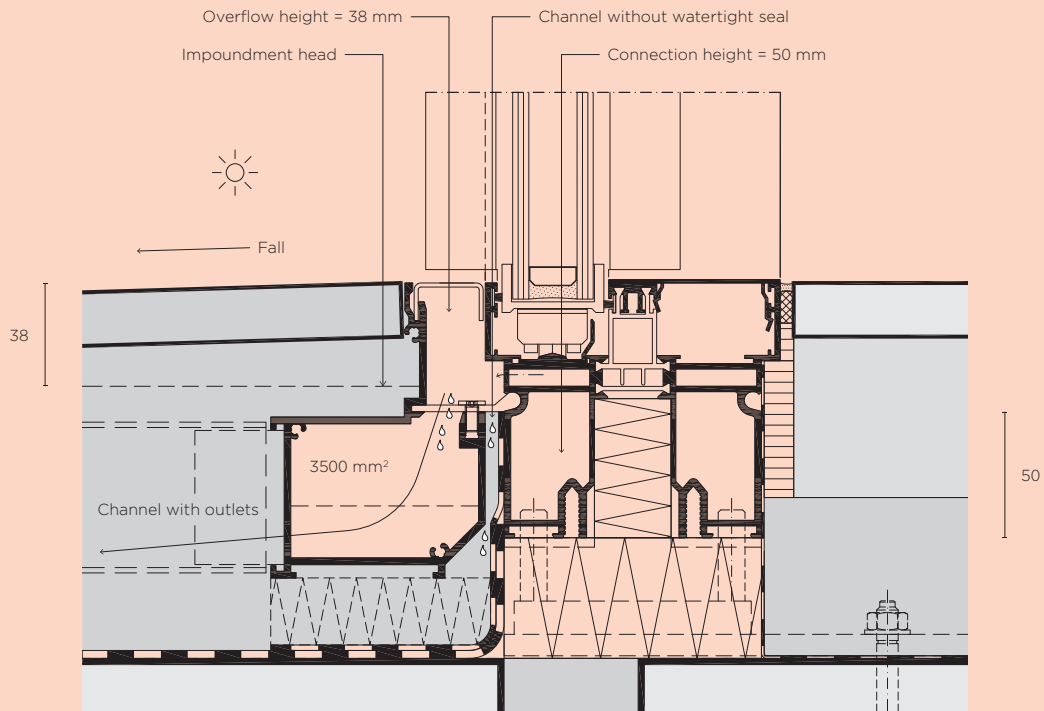 Overflow height = 38 mm
Channel without watertight seal
Impoundment head
Connection height = 50 mm
Fall
38
3500 mm²
50
Channel with outlets